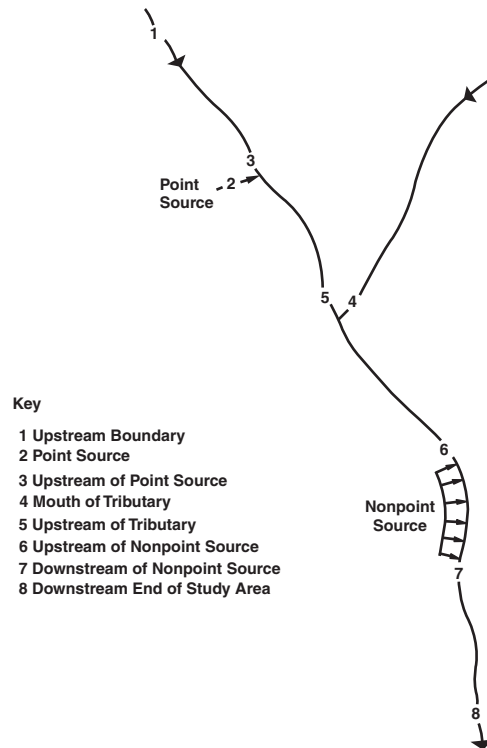 1
3
Point
2
Source
5
4
Key
1 Upstream Boundary
2 Point Source
3 Upstream of Point Source
4 Mouth of Tributary
5 Upstream of Tributary
6 Upstream of Nonpoint Source
7 Downstream of Nonpoint Source
8 Downstream End of Study Area
6
Nonpoint
Source
7
8